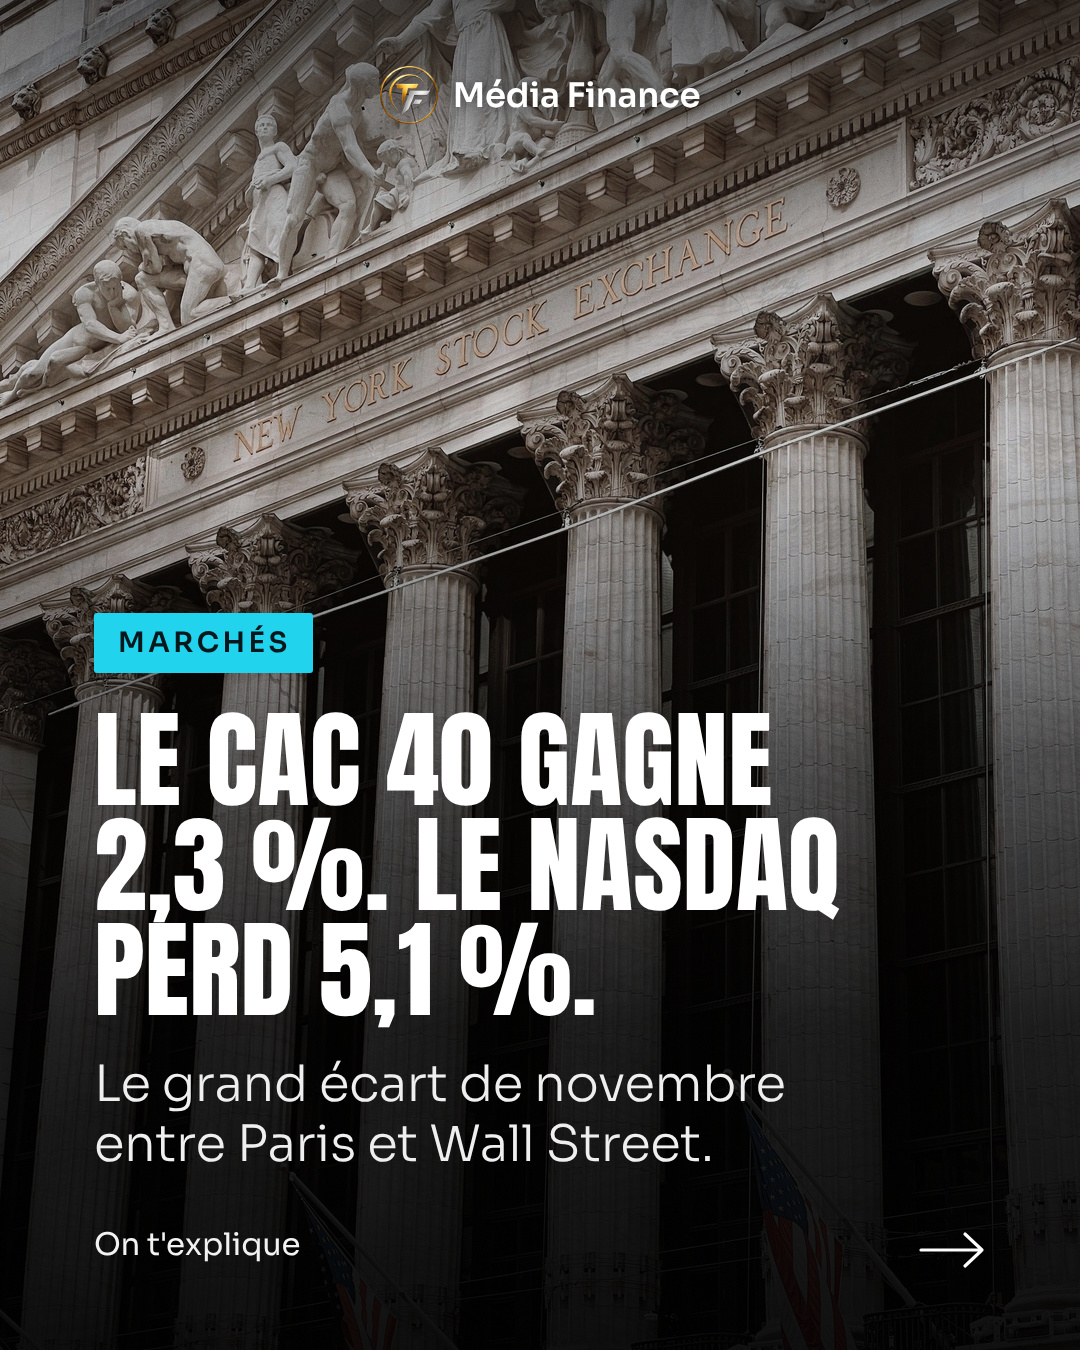 Média Finance
NEW YORK STOCK EXCHANGE
MARCHÉS
LE CAC 40 GAGNE
2,3 %. LE NASDAQ
PERD 5,1 %.
Le grand écart de novembre
entre Paris et Wall Street.
On t'explique